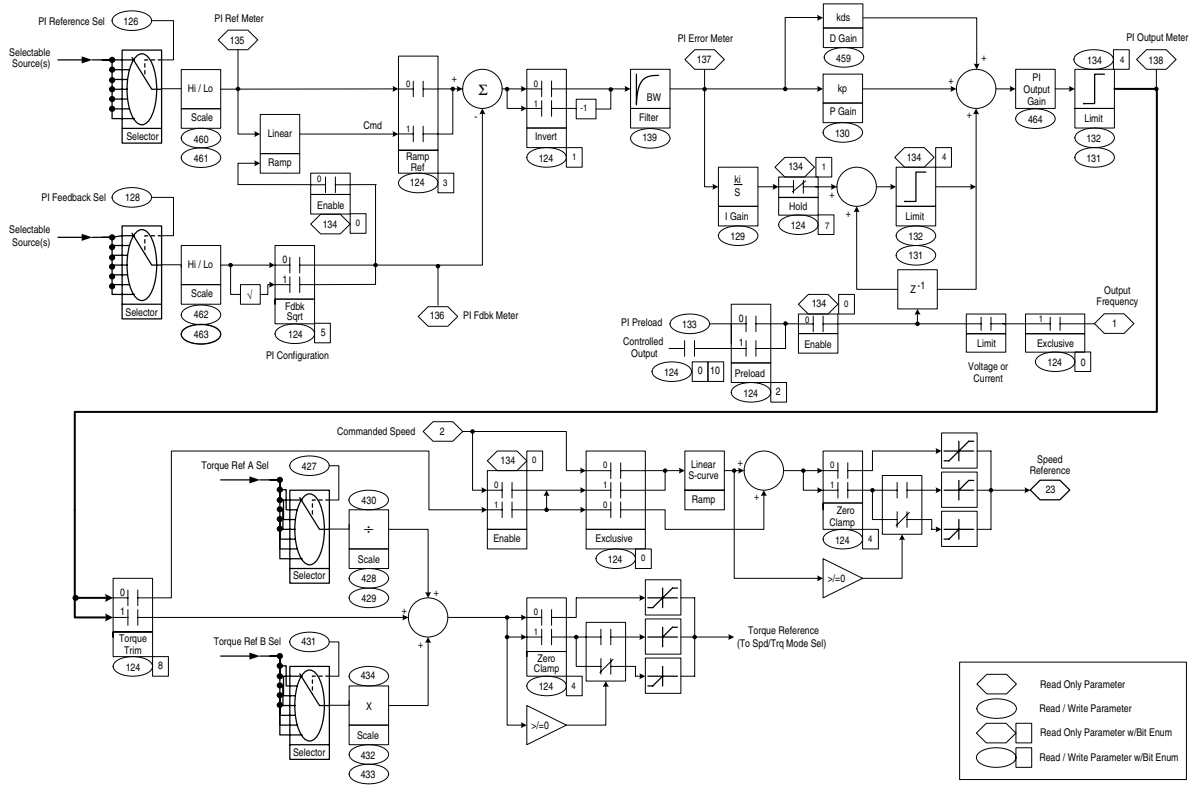 PI Reference Sel
126
PI Ref Meter
135
Selectable
Source(s)
Selector
Hi / Lo
Scale
460
461
Linear
Ramp
Cmd
0
1
Ramp
Ref
124 3
0
Enable
134 0
PI Feedback Sel
128
Selectable
Source(s)
Selector
Hi / Lo
Scale
462
463
√
0
1
Fdbk
Sqrt
124 5
PI Configuration
136
PI Fdbk Meter
+
Σ
-
0
1
-1
Invert
124 1
BW
Filter
139
PI Error Meter
137
kds
D Gain
459
kp
P Gain
130
ki
S
I Gain
129
134 1
Hold
124 7
+
+
134 4
Limit
132
131
Z-1
+
+
+
PI
Output
Gain
464
134 4
Limit
132
131
PI Output Meter
138
PI Preload
133
Controlled
Output
124 0 10
0
1
Preload
124 2
134 0
0
Enable
Limit
Voltage or
Current
1
Exclusive
124 0
Output
Frequency
1
Commanded Speed
2
134 0
0
1
Enable
0
1
0
Exclusive
124 0
Linear
S-curve
Ramp
+
+
0
1
Zero
Clamp
124 4
>/=0
Speed
Reference
23
Torque Ref A Sel
427
Selector
430
÷
Scale
428
429
0
1
Torque
Trim
124 8
+
+
+
Torque Ref B Sel
431
Selector
434
X
Scale
432
433
0
1
Zero
Clamp
124 4
>/=0
Torque Reference
(To Spd/Trq Mode Sel)
Read Only Parameter
Read / Write Parameter
Read Only Parameter w/Bit Enum
Read / Write Parameter w/Bit Enum